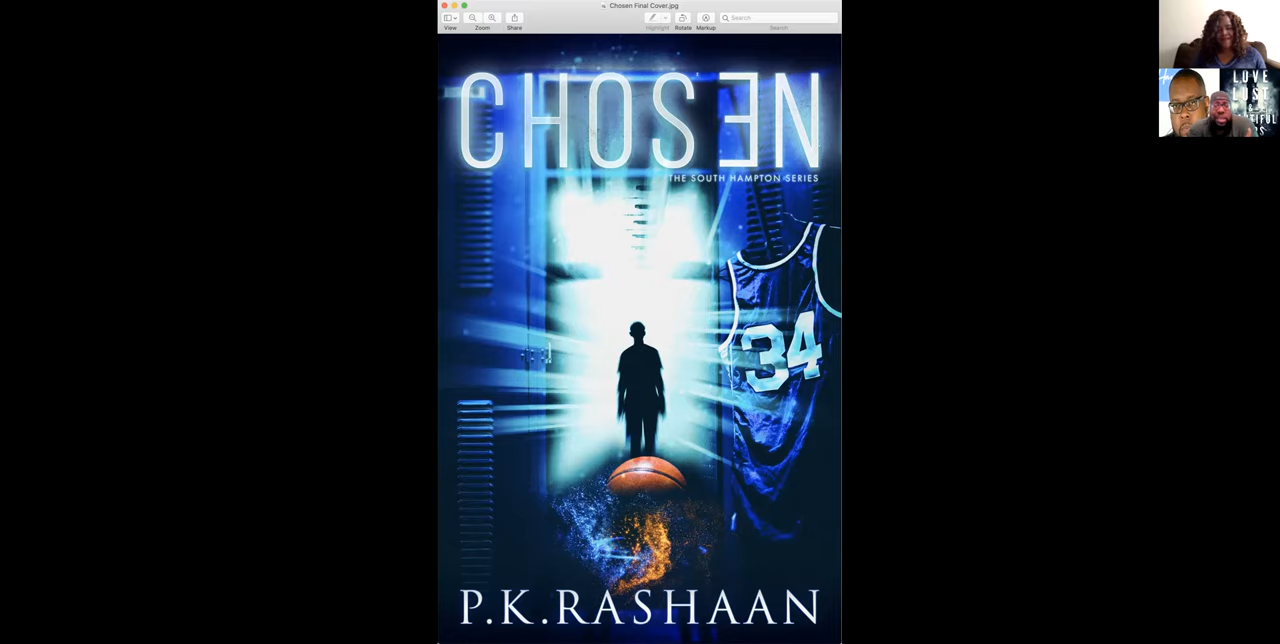 Chosen Final Cover.jpg
View
Zoom
Share
Highlight
Rotate
Markup
Search
Search
CHOSEN
THE SOUTH HAMPTON SERIES
34
P.K.RASHAAN
LOVE
LUST
&